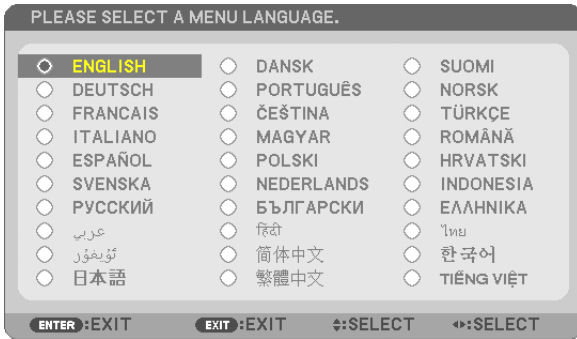 PLEASE SELECT A MENU LANGUAGE.
ENGLISH DANSK SUOMI
DEUTSCH PORTUGUÊS NORSK
FRANCAIS ČEŠTINA TÜRKÇE
ITALIANO MAGYAR ROMÂNĂ
ESPAÑOL POLSKI HRVATSKI
SVENSKA NEDERLANDS INDONESIA
РУССКИЙ БЪЛГАРСКИ ΕΛΛΗΝΙΚΑ
عربي हिंदी ไทย
ئۇيغۇر 简体中文 한국어
日本語 繁體中文 TIẾNG VIỆT
ENTER :EXIT EXIT :EXIT :SELECT :SELECT